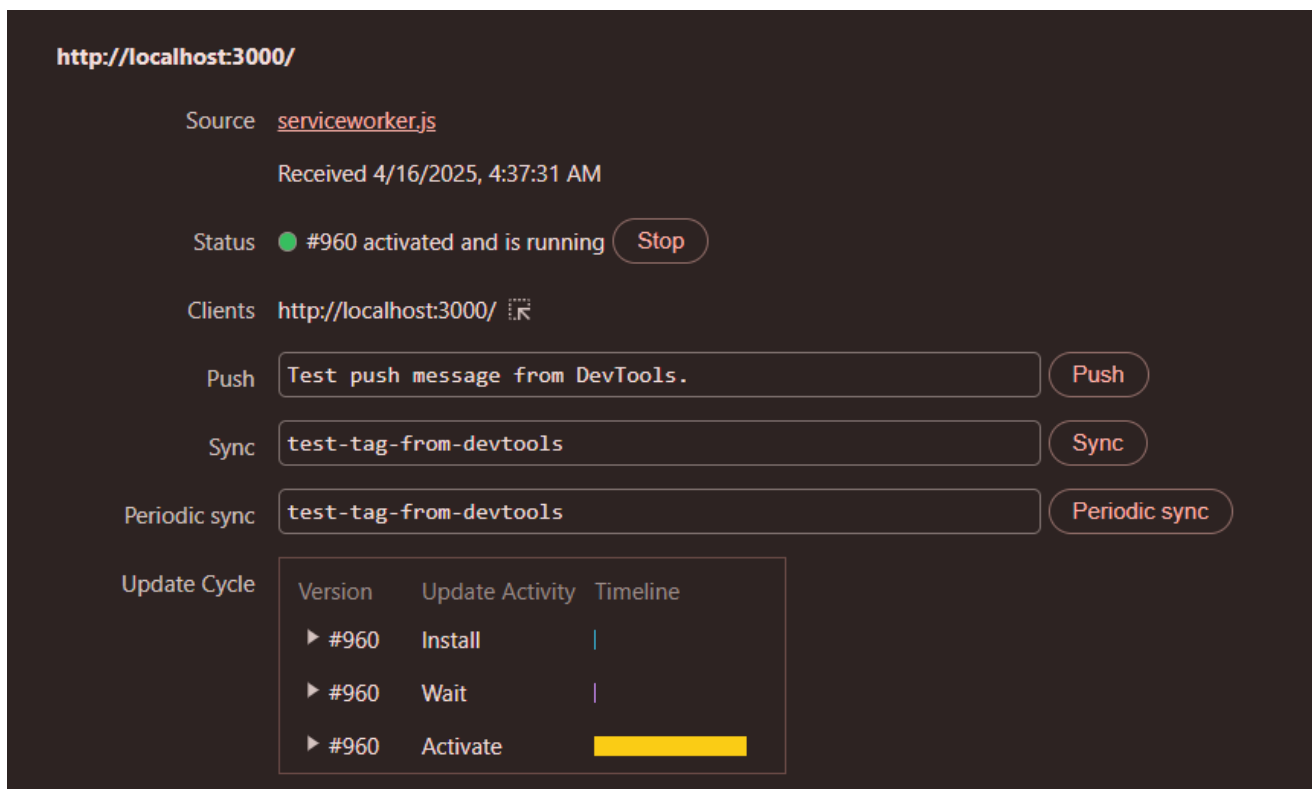 http://localhost:3000/
Source serviceworker.js
Received 4/16/2025, 4:37:31 AM
Status #960 activated and is running Stop
Clients http://localhost:3000/
Push Test push message from DevTools. Push
Sync test-tag-from-devtools Sync
Periodic sync test-tag-from-devtools Periodic sync
Update Cycle Version Update Activity Timeline
#960 Install
#960 Wait
#960 Activate